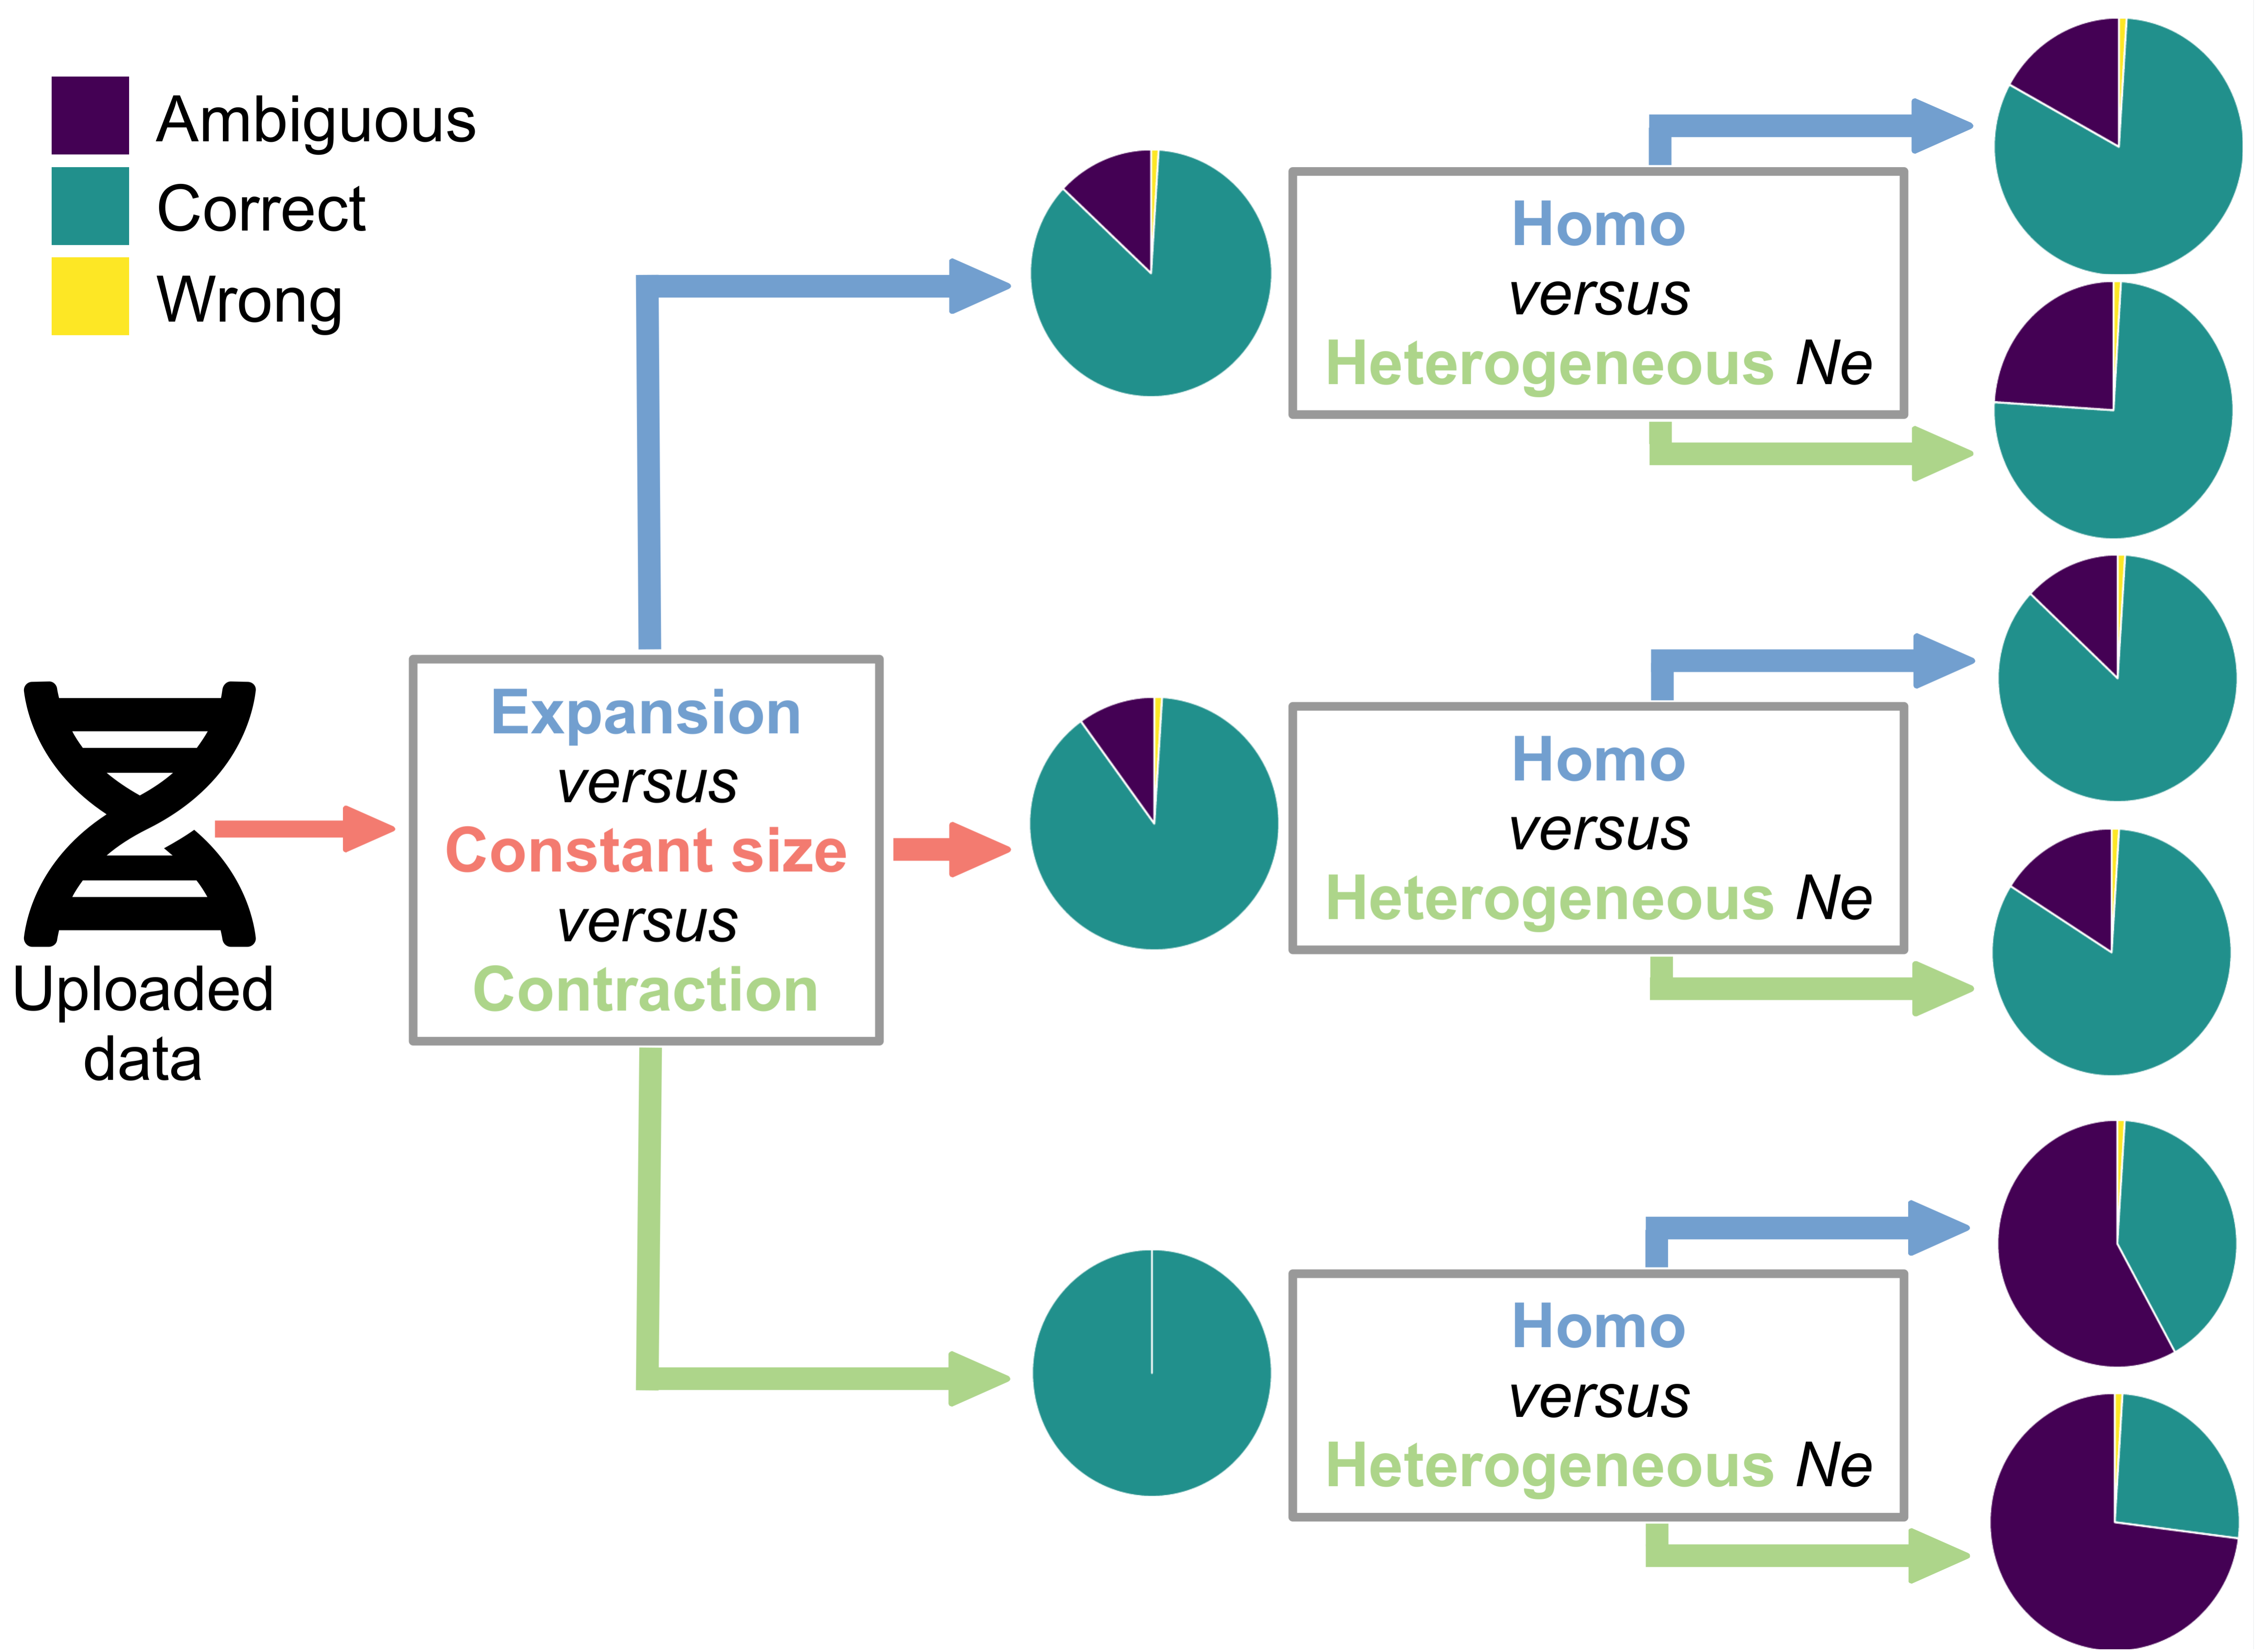 Ambiguous
Correct
Wrong
Homo
versus
Heterogeneous Ne
Uploaded
data
Expansion
versus
Constant size
versus
Contraction
Homo
versus
Heterogeneous Ne
Homo
versus
Heterogeneous Ne